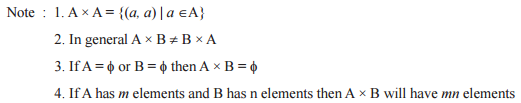 Note : 1. A × A = {(a, a) | a ∈A}
2. In general A × B ≠ B × A
3. If A = ϕ or B = ϕ then A × B = ϕ
4. If A has m elements and B has n elements then A × B will have mn elements